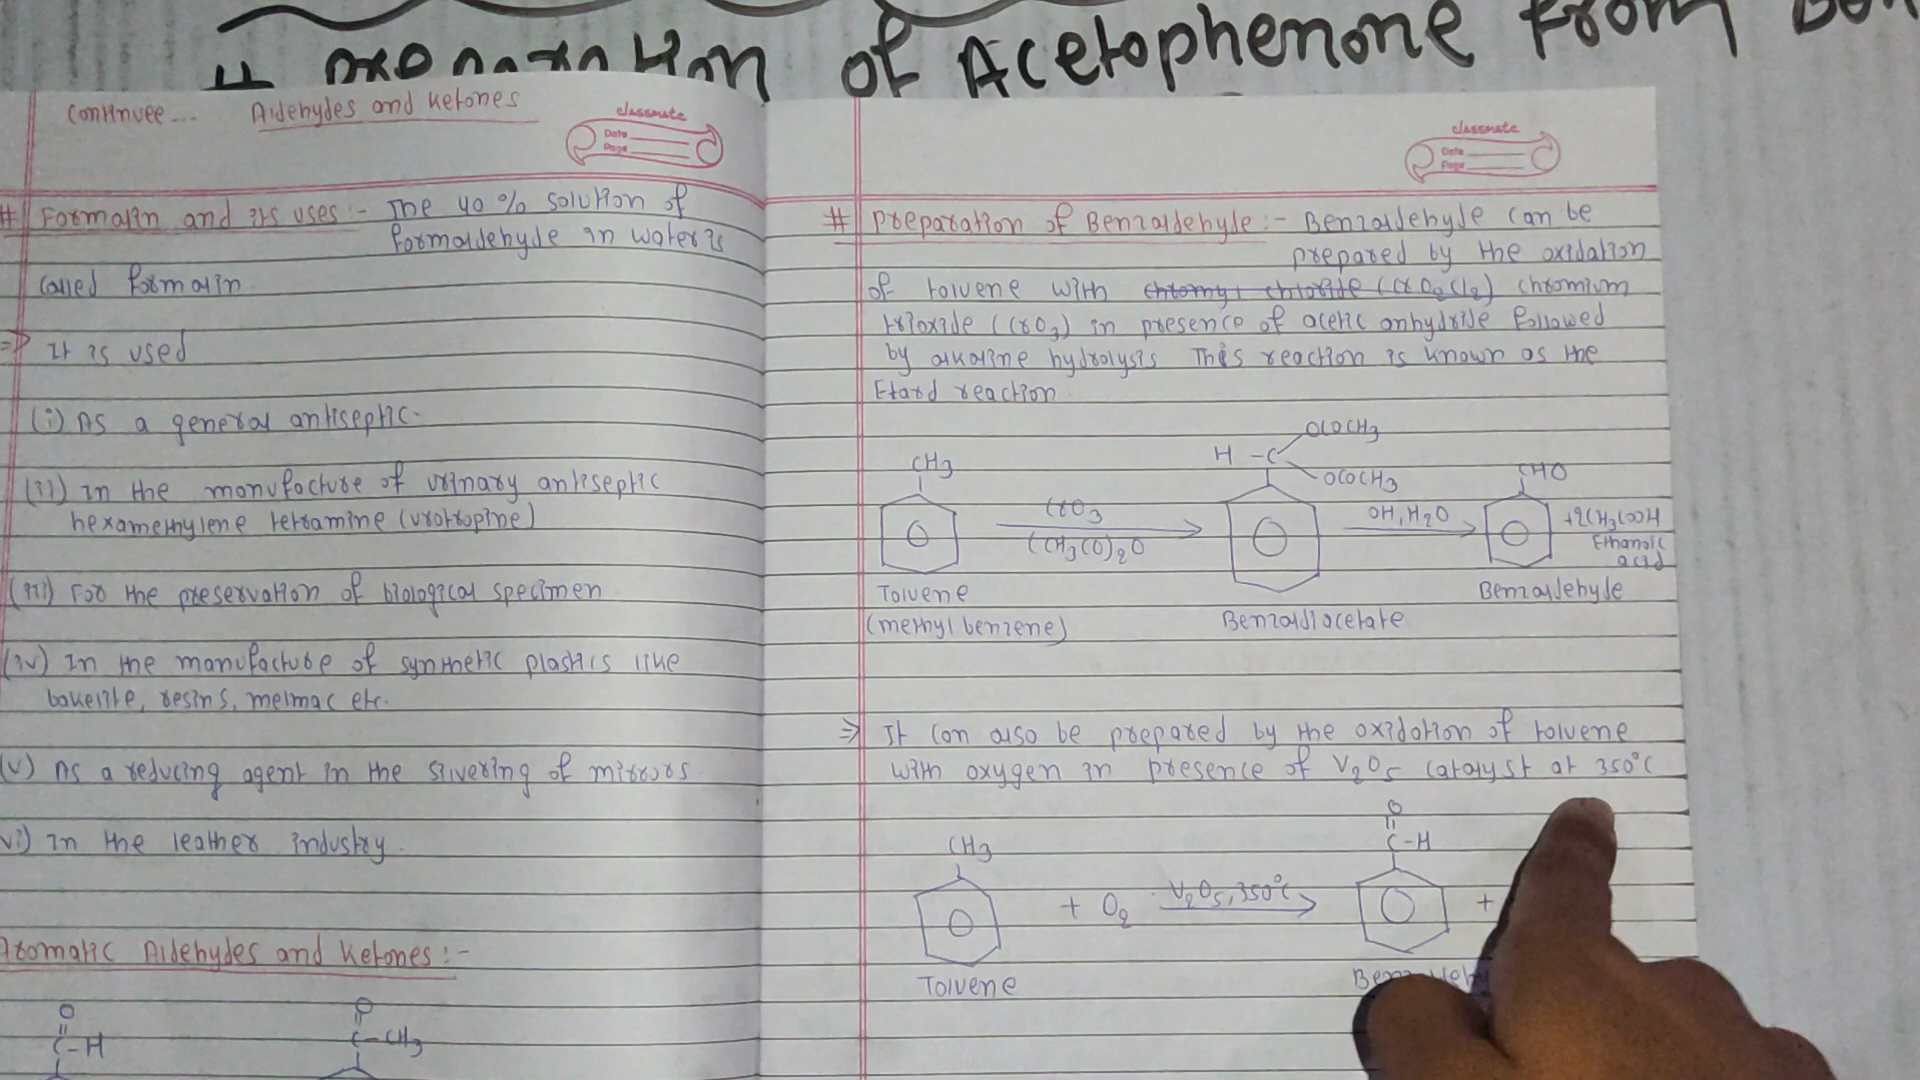 of Acetophenone From
Continuee... Aldehydes and Ketones
classmate
Date
Page
# Formalin and its uses :- The 40 % solution of
formaldehyde in water is
called formalin
=> It is used
(i) As a general antiseptic.
(ii) In the manufacture of urinary antiseptic
hexamethylene tetramine (urotropine)
(iii) For the preservation of biological specimen
(iv) In the manufacture of synthetic plastics like
bakelite, resins, melmac etc.
(v) As a reducing agent in the silvering of mirrors
vi) In the leather industry.
Aromatic Aldehydes and Ketones :-
O
C-H
O
C-CH3
classmate
Date
Page
# Preparation of Benzaldehyde :- Benzaldehyde can be
prepared by the oxidation
of toluene with chromyl chloride (CrO2Cl2) chromium
trioxide (CrO3) in presence of acetic anhydride followed
by alkaline hydrolysis This reaction is known as the
Etard reaction
CH3
CrO3
(CH3CO)2O
Toluene
(methyl benzene)
OCOCH3
H -C
OCOCH3
Benzaldiacetate
OH, H2O
CHO
Benzaldehyde
+2CH3COOH
Ethanoic
acid
=> It can also be prepared by the oxidation of toluene
with oxygen in presence of V2O5 catalyst at 350°C
CH3
Toluene
+ O2
V2O5, 350°C
O
C-H
+